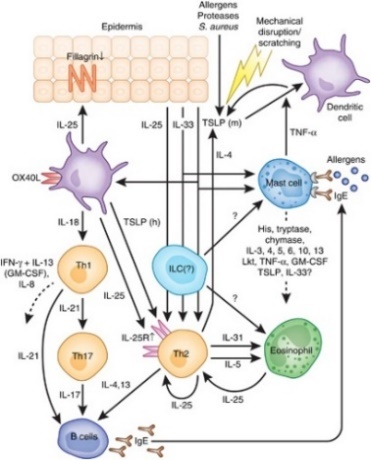 Epidermis
Allergens
Proteases
S. aureus
Mechanical
disruption/
scratching
Fillagrin↓
Dendritic
cell
IL-25
IL-25
IL-33
TSLP (m)
TNF-α
IL-4
OX40L
Allergens
Mast cell
IgE
IL-18
TSLP (h)
?
His, tryptase,
chymase,
IL-3, 4, 5, 6, 10, 13
Lkt, TNF-α, GM-CSF
TSLP, IL-33?
IFN-γ + IL-13
(GM-CSF),
IL-8
Th1
ILC(?)
IL-25
?
IL-21
IL-25R↑
IL-31
Eosinophil
IL-21
Th17
Th2
IL-5
IL-17
IL-4,13
IL-25
IL-25
B cells
IgE